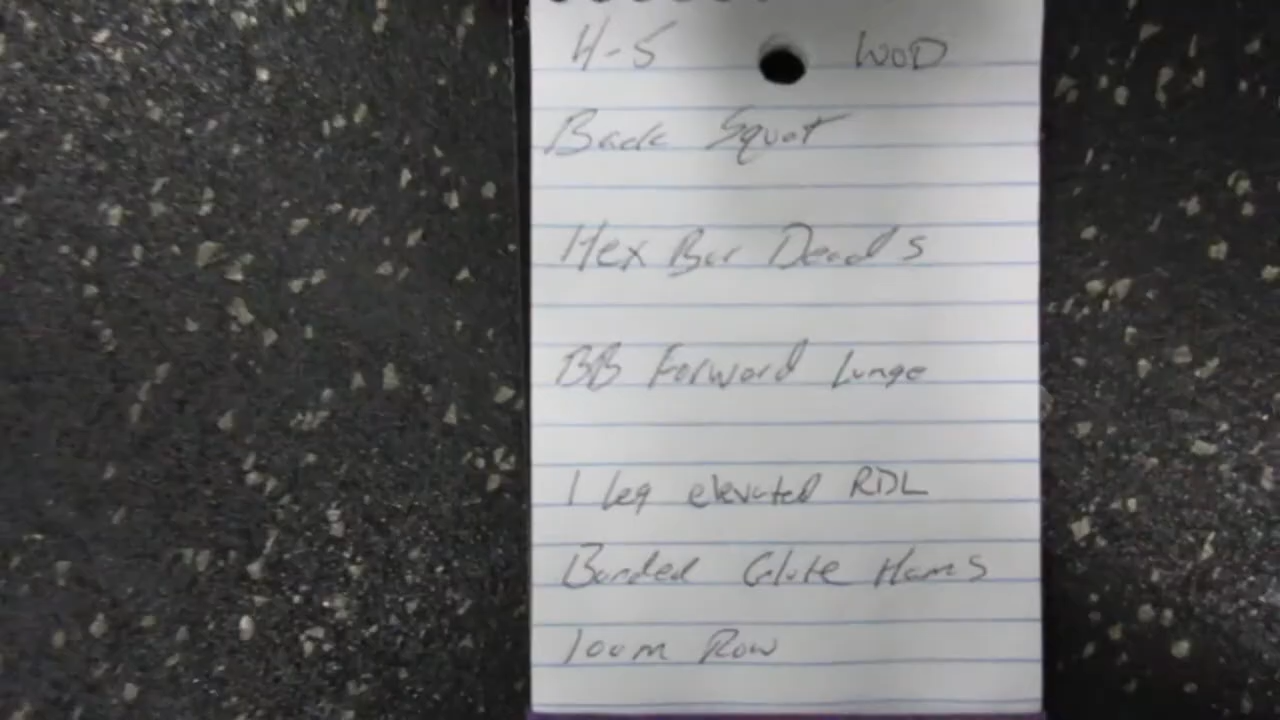 4-5 WOD
Back Squat
Hex Bar Deads
BB Forward Lunge
1 leg elevated RDL
Banded Glute Hams
100m Row